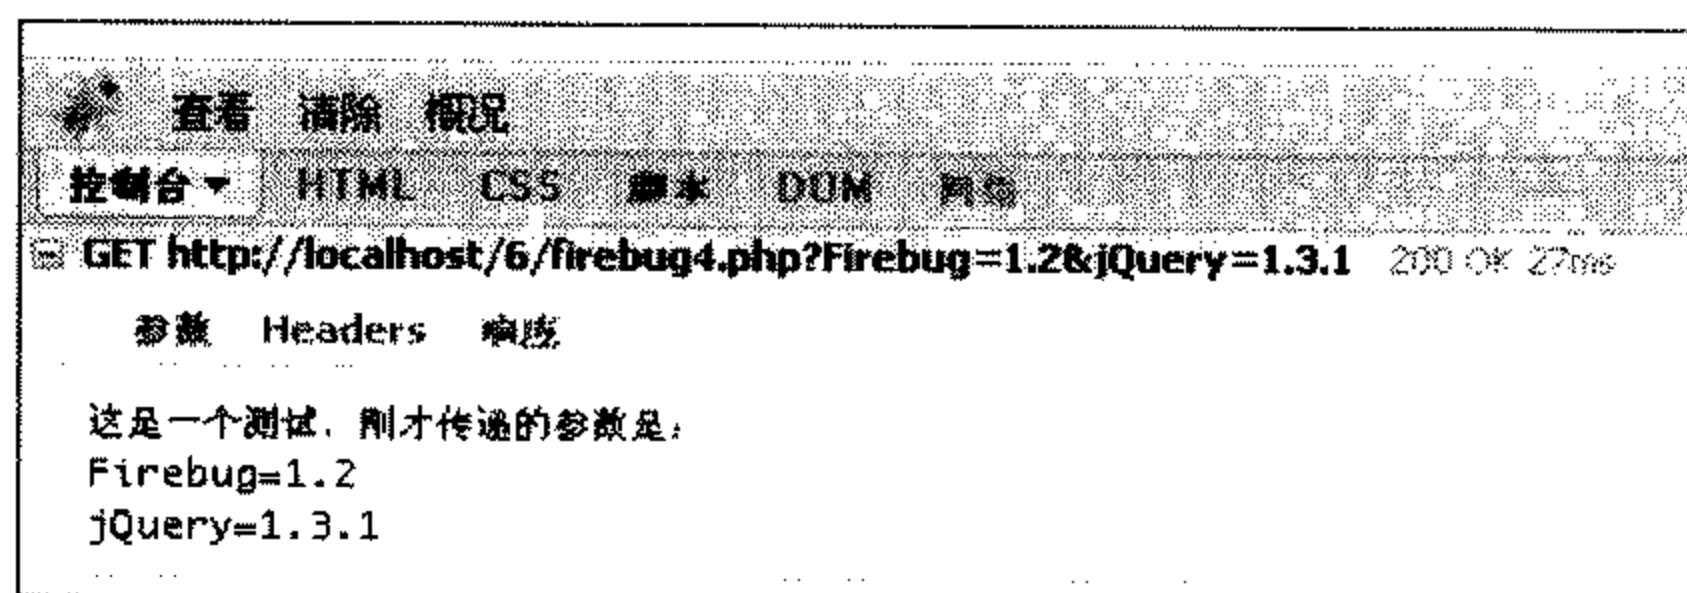 查看 清除 概况
控制台 HTML CSS 脚本 DOM 网络
GET http://localhost/6/firebug4.php?Firebug=1.2&jQuery=1.3.1 200 OK 22ms
参数 Headers 响应
这是一个测试，刚才传递的参数是：
Firebug=1.2
jQuery=1.3.1